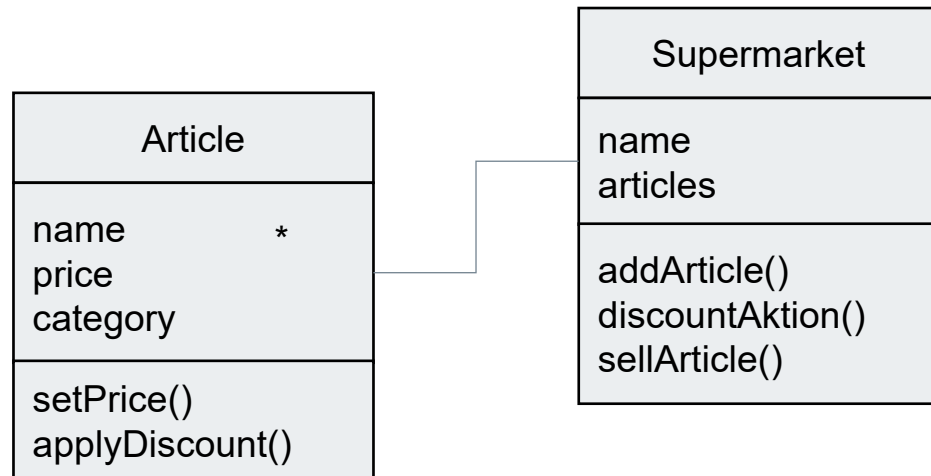 Article
name *
price
category
setPrice()
applyDiscount()
Supermarket
name
articles
addArticle()
discountAktion()
sellArticle()